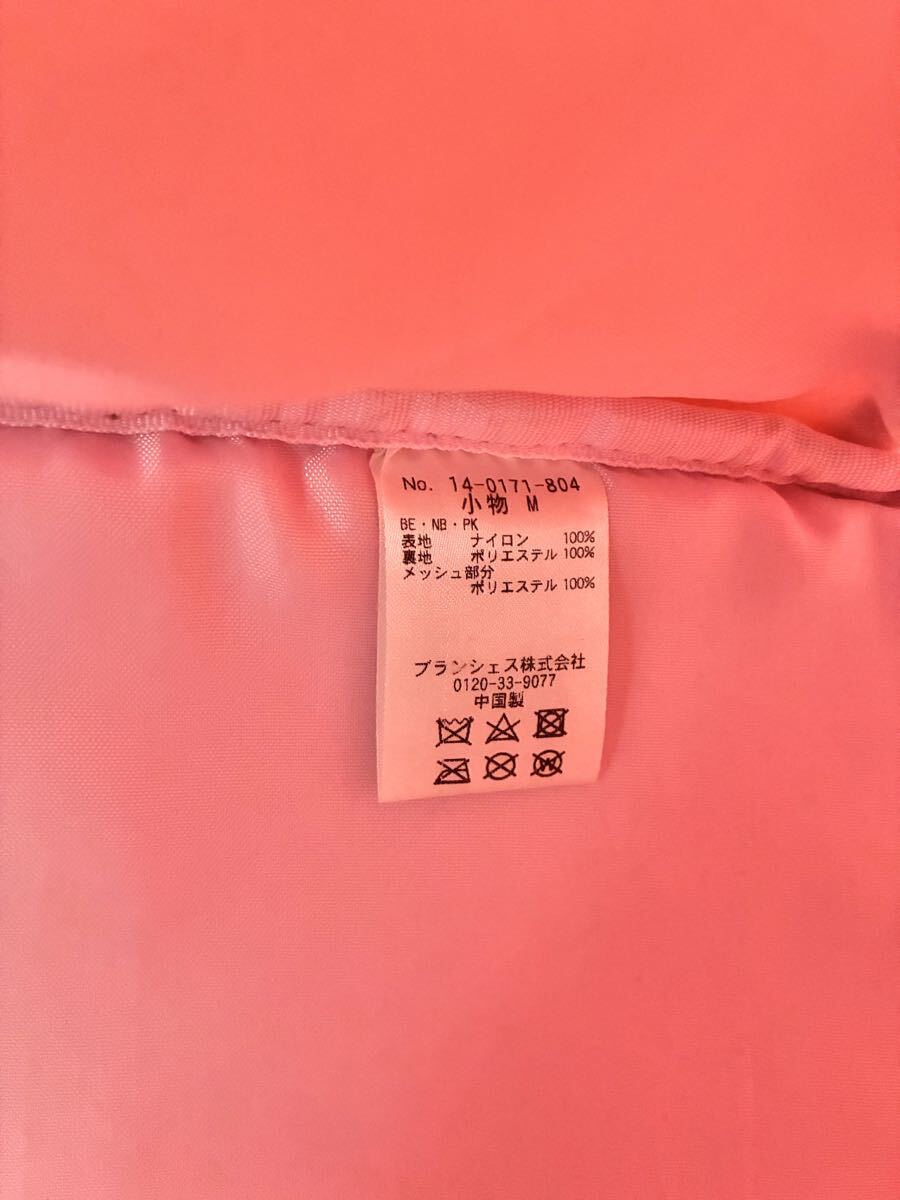 No. 14-0171-804
小物 M
BE・NB・PK
表地 ナイロン 100%
裏地 ポリエステル 100%
メッシュ部分
ポリエステル 100%
ブランシェス株式会社
0120-33-9077
中国製
W